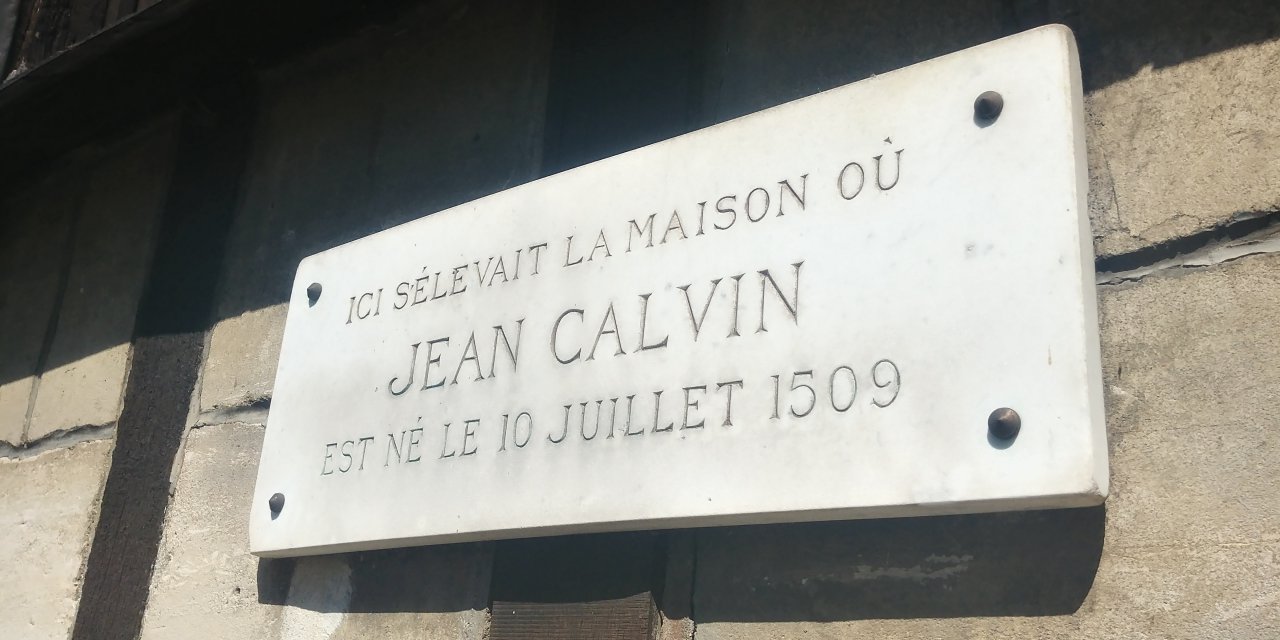 ICI S'ÉLEVAIT LA MAISON OÙ
JEAN CALVIN
EST NÉ LE 10 JUILLET 1509